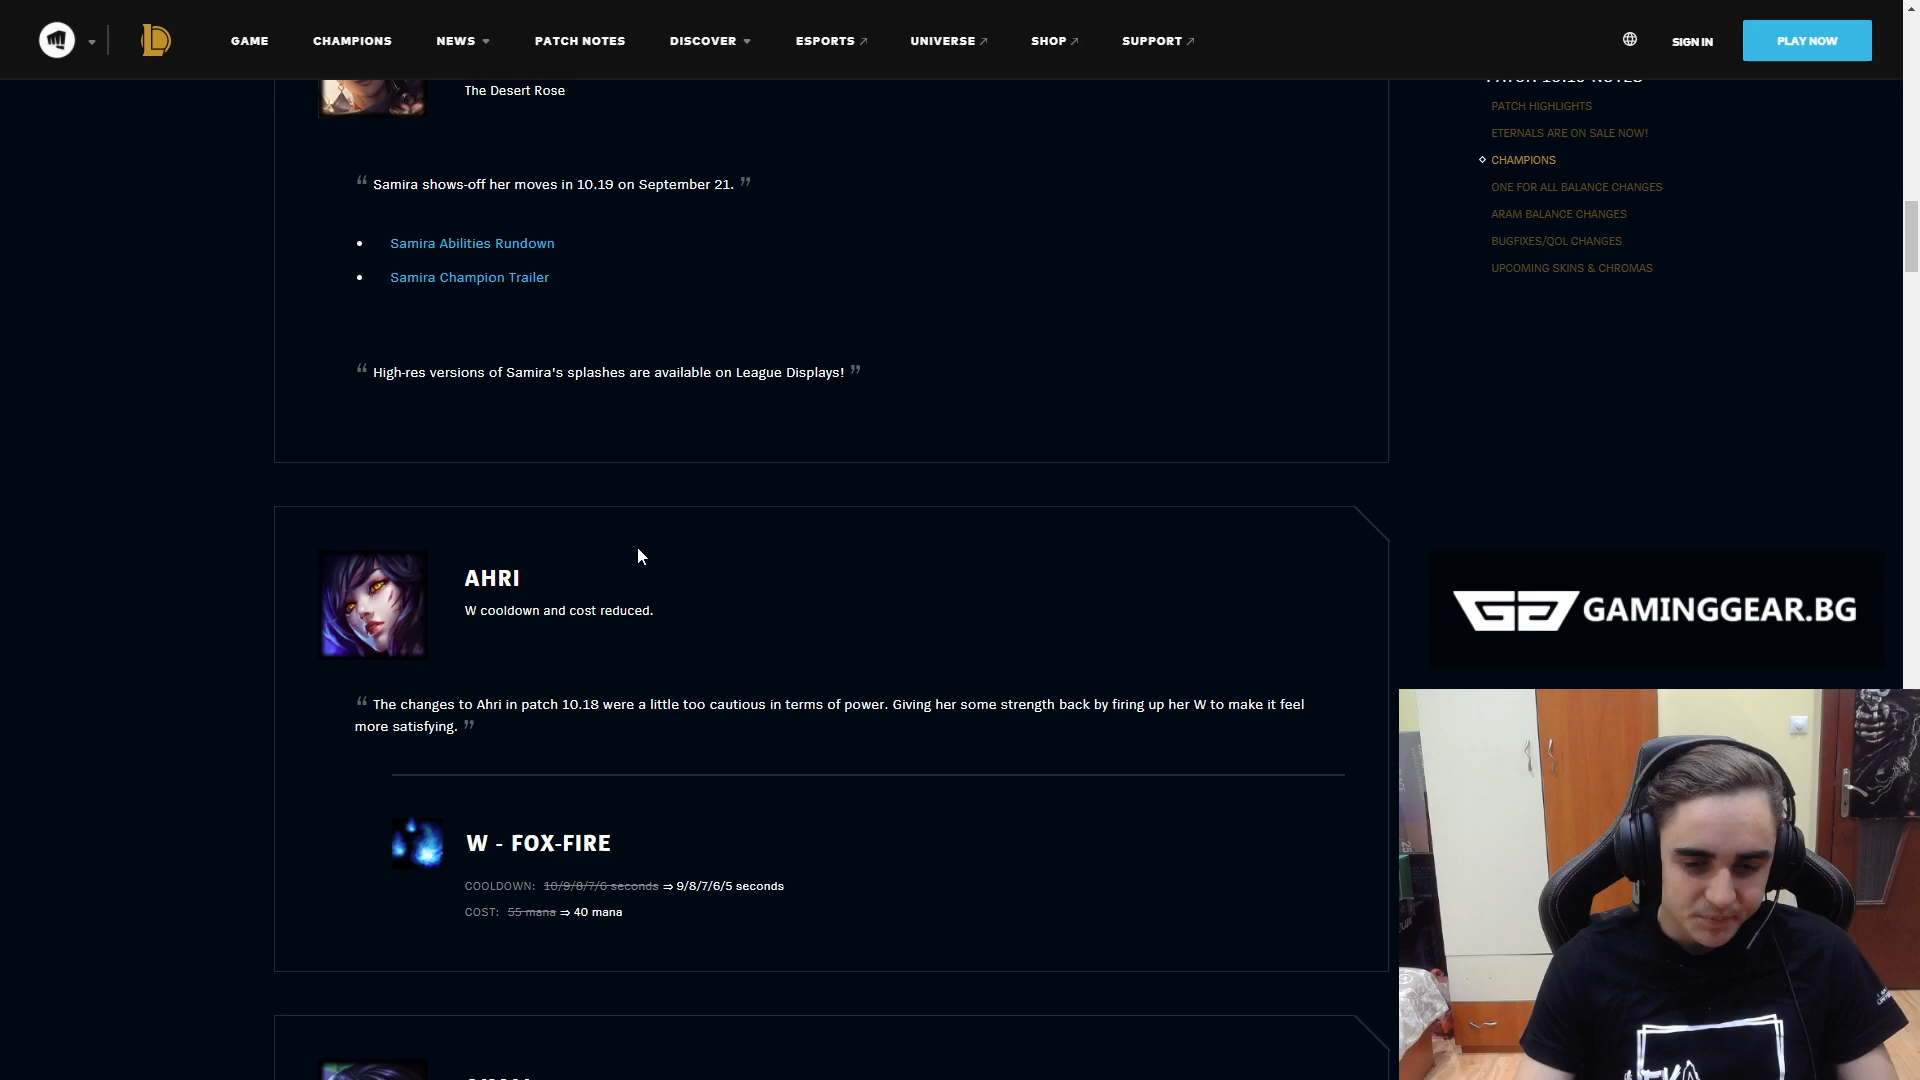 GAME CHAMPIONS NEWS PATCH NOTES DISCOVER ESPORTS UNIVERSE SHOP SUPPORT SIGN IN PLAY NOW
The Desert Rose
“ Samira shows-off her moves in 10.19 on September 21. ”
• Samira Abilities Rundown
• Samira Champion Trailer
“ High-res versions of Samira's splashes are available on League Displays! ”
AHRI
W cooldown and cost reduced.
“ The changes to Ahri in patch 10.18 were a little too cautious in terms of power. Giving her some strength back by firing up her W to make it feel
more satisfying. ”
W - FOX-FIRE
COOLDOWN: 10/9/8/7/6 seconds ⇒ 9/8/7/6/5 seconds
COST: 55 mana ⇒ 40 mana
PATCH 10.19 NOTES
PATCH HIGHLIGHTS
ETERNALS ARE ON SALE NOW!
CHAMPIONS
ONE FOR ALL BALANCE CHANGES
ARAM BALANCE CHANGES
BUGFIXES/QOL CHANGES
UPCOMING SKINS & CHROMAS
GAMINGGEAR.BG